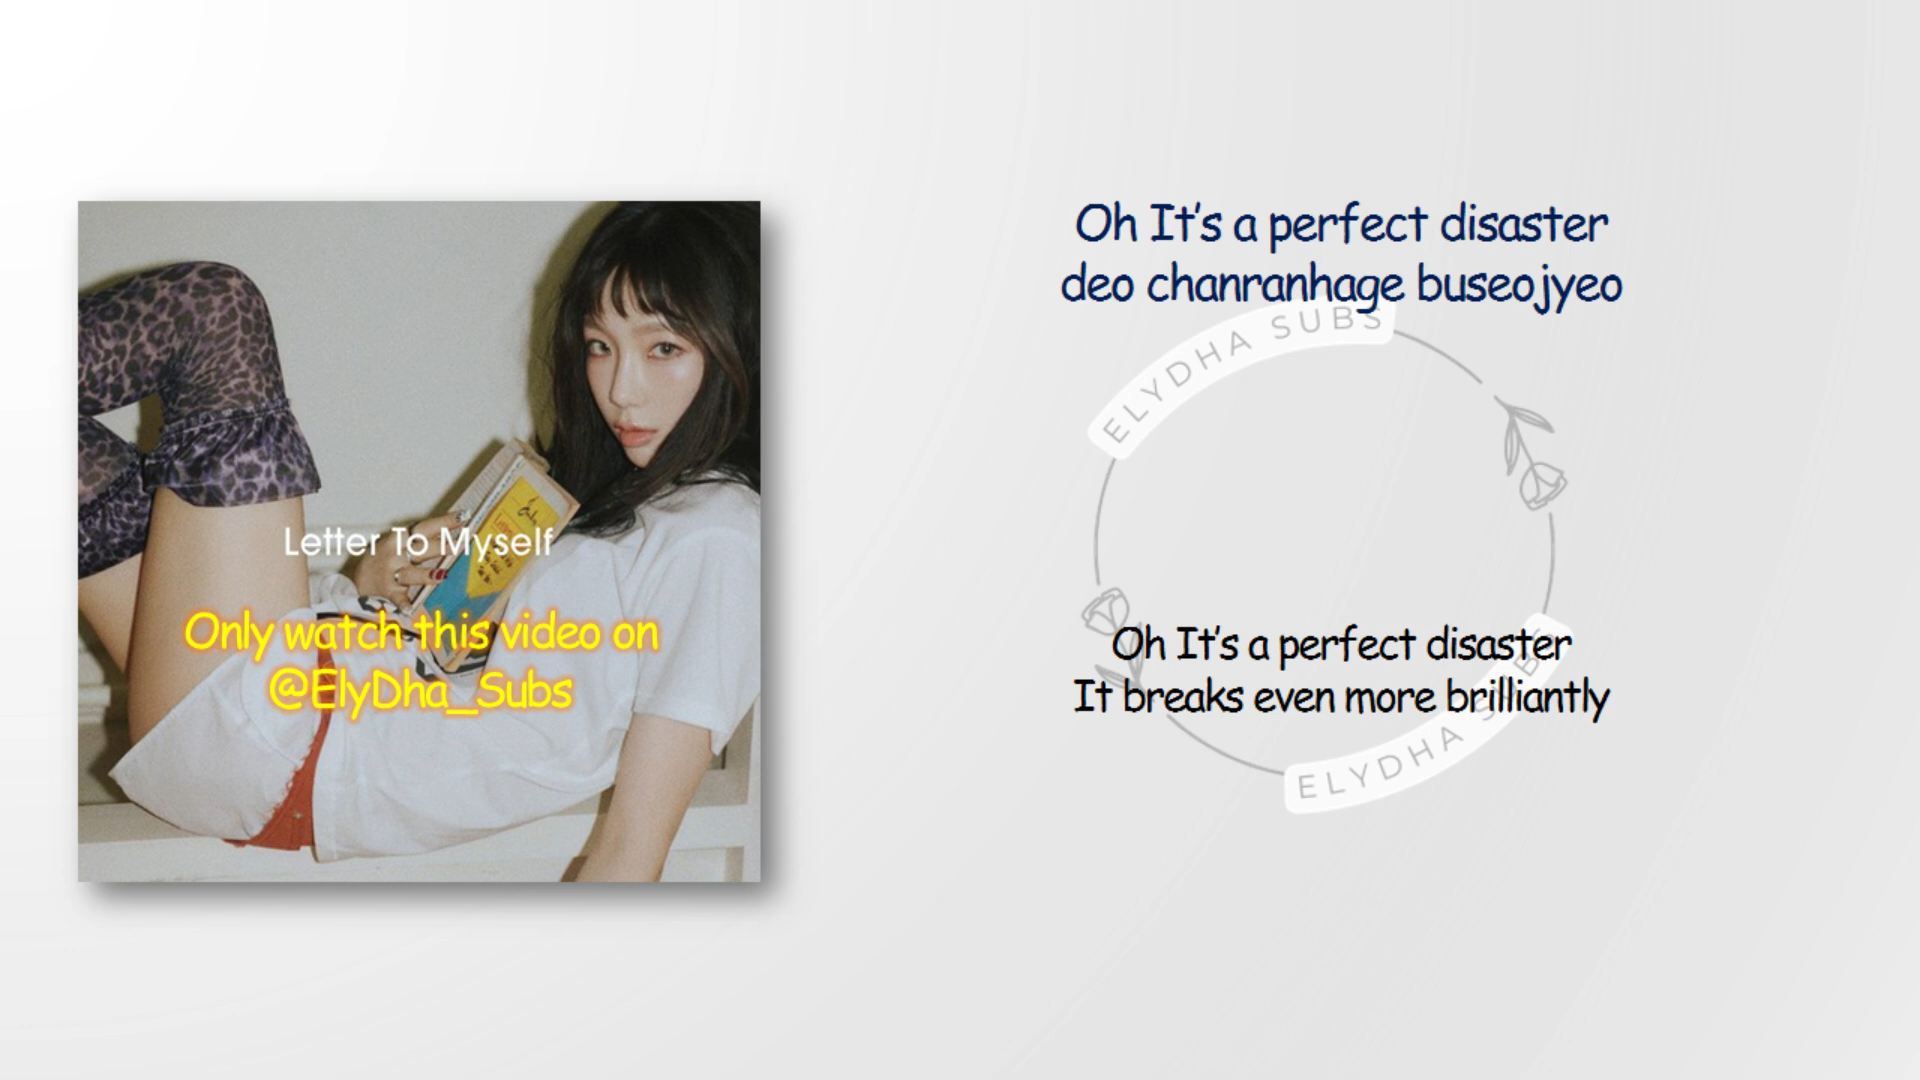 Letter To Myself
Only watch this video on
@ElyDha_Subs
Oh It's a perfect disaster
deo chanranhage buseojyeo
ELYDHA SUBS
Oh It's a perfect disaster
It breaks even more brilliantly
ELYDHA SUBS